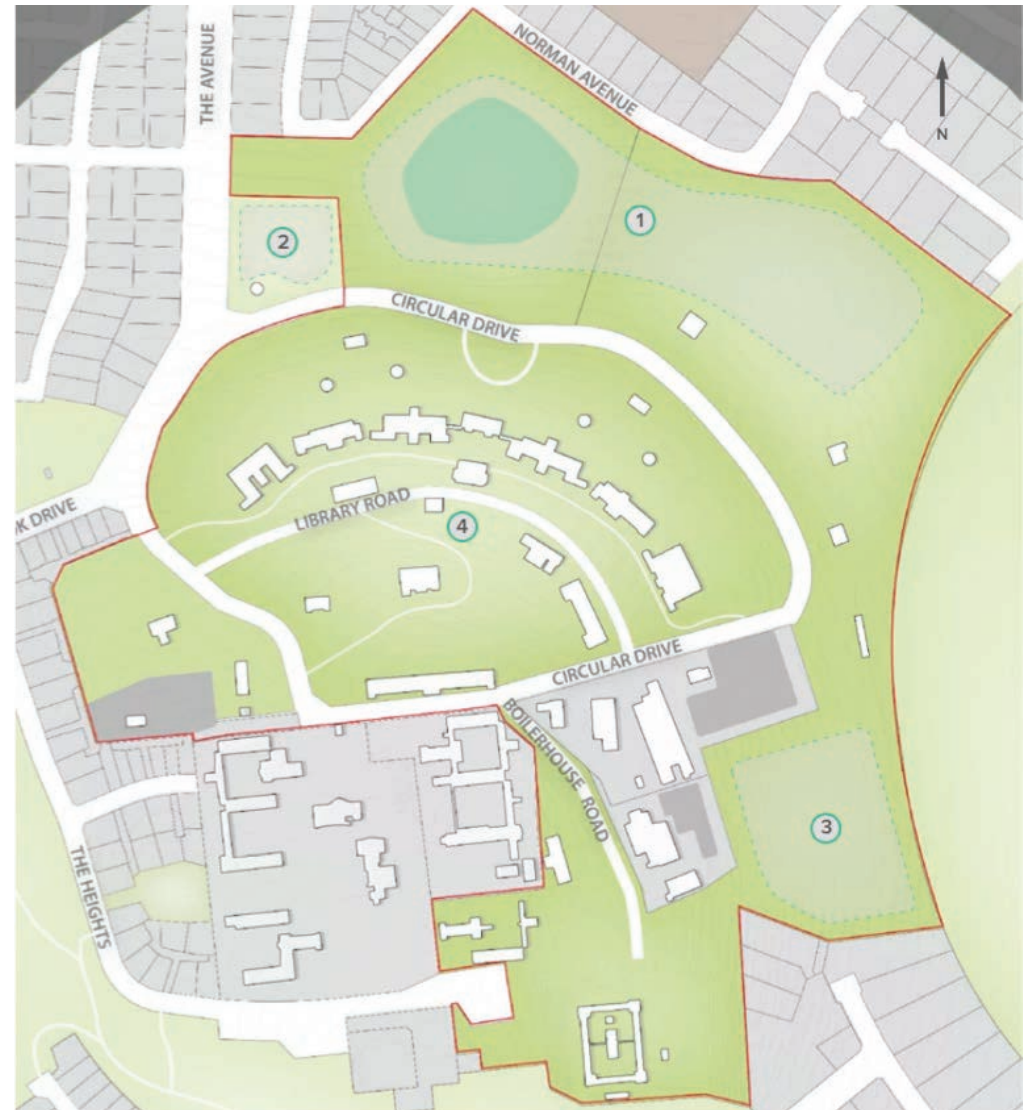 NORMAN AVENUE
THE AVENUE
N
1
2
CIRCULAR DRIVE
LIBRARY ROAD
4
K DRIVE
CIRCULAR DRIVE
BOILERHOUSE ROAD
3
THE HEIGHTS